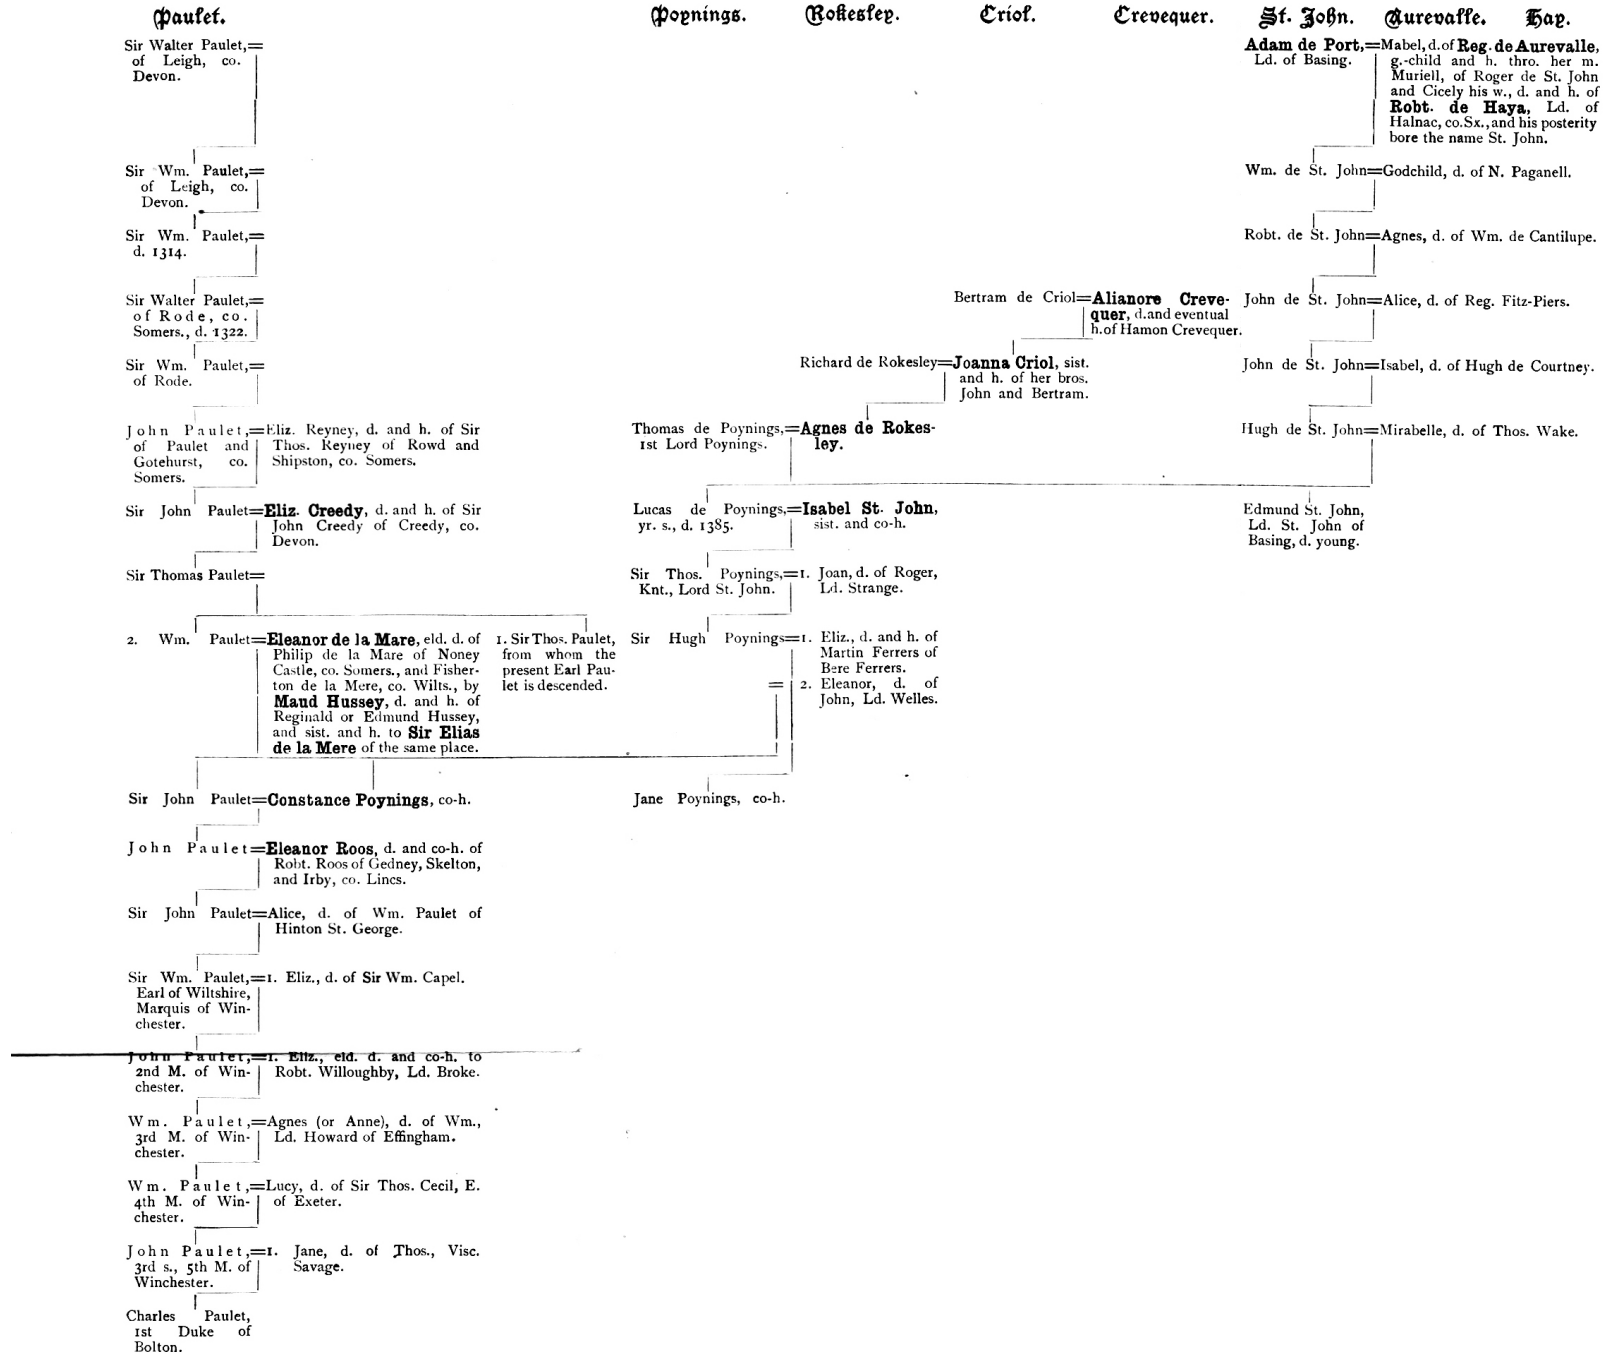 Paulet.
Poynings.
Rokesley.
Criol.
Crevequer.
St. John.
Aurevalle.
Hay.
Sir Walter Paulet,=
of Leigh, co.
Devon.
Adam de Port,=Mabel, d. of Reg. de Aurevalle,
Ld. of Basing.
g.-child and h. thro. her m.
Muriell, of Roger de St. John
and Cicely his w., d. and h. of
Robt. de Haya, Ld. of
Halnac, co. Sx., and his posterity
bore the name St. John.
Sir Wm. Paulet,=
of Leigh, co.
Devon.
Wm. de St. John=Godchild, d. of N. Paganell.
Sir Wm. Paulet,=
d. 1314.
Robt. de St. John=Agnes, d. of Wm. de Cantilupe.
Sir Walter Paulet,=
of Rode, co.
Somers., d. 1322.
Bertram de Criol=Alianore Creve-
quer, d. and eventual
h. of Hamon Crevequer.
John de St. John=Alice, d. of Reg. Fitz-Piers.
Sir Wm. Paulet,=
of Rode.
Richard de Rokesley=Joanna Criol, sist.
and h. of her bros.
John and Bertram.
John de St. John=Isabel, d. of Hugh de Courtney.
John Paulet,=Eliz. Reyney, d. and h. of Sir
of Paulet and
Gotehurst, co.
Somers.
Thos. Reyney of Rowd and
Shipston, co. Somers.
Thomas de Poynings,=Agnes de Rokes-
1st Lord Poynings.
ley.
Hugh de St. John=Mirabelle, d. of Thos. Wake.
Sir John Paulet=Eliz. Creedy, d. and h. of Sir
John Creedy of Creedy, co.
Devon.
Lucas de Poynings,=Isabel St. John,
yr. s., d. 1385.
sist. and co-h.
Edmund St. John,
Ld. St. John of
Basing, d. young.
Sir Thomas Paulet=
Sir Thos. Poynings,=1. Joan, d. of Roger,
Knt., Lord St. John.
Ld. Strange.
2. Wm. Paulet=Eleanor de la Mare, eld. d. of
Philip de la Mare of Noney
Castle, co. Somers., and Fisher-
ton de la Mere, co. Wilts., by
Maud Hussey, d. and h. of
Reginald or Edmund Hussey,
and sist. and h. to Sir Elias
de la Mere of the same place.
1. Sir Thos. Paulet,
from whom the
present Earl Pau-
let is descended.
Sir Hugh Poynings=1. Eliz., d. and h. of
Martin Ferrers of
Bere Ferrers.
= 2. Eleanor, d. of
John, Ld. Welles.
Sir John Paulet=Constance Poynings, co-h.
Jane Poynings, co-h.
John Paulet=Eleanor Roos, d. and co-h. of
Robt. Roos of Gedney, Skelton,
and Irby, co. Lincs.
Sir John Paulet=Alice, d. of Wm. Paulet of
Hinton St. George.
Sir Wm. Paulet,=1. Eliz., d. of Sir Wm. Capel.
Earl of Wiltshire,
Marquis of Win-
chester.
John Paulet,=1. Eliz., eld. d. and co-h. to
2nd M. of Win-
chester.
Robt. Willoughby, Ld. Broke.
Wm. Paulet,=Agnes (or Anne), d. of Wm.,
3rd M. of Win-
chester.
Ld. Howard of Effingham.
Wm. Paulet,=Lucy, d. of Sir Thos. Cecil, E.
4th M. of Win-
chester.
of Exeter.
John Paulet,=1. Jane, d. of Thos., Visc.
3rd s., 5th M. of
Winchester.
Savage.
Charles Paulet,
1st Duke of
Bolton.